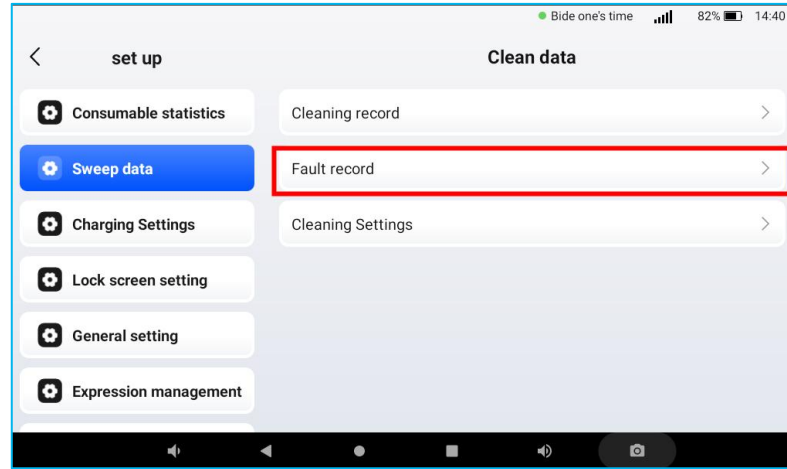 Bide one's time 82% 14:40
set up
Clean data
Consumable statistics
Sweep data
Charging Settings
Lock screen setting
General setting
Expression management
Cleaning record
Fault record
Cleaning Settings